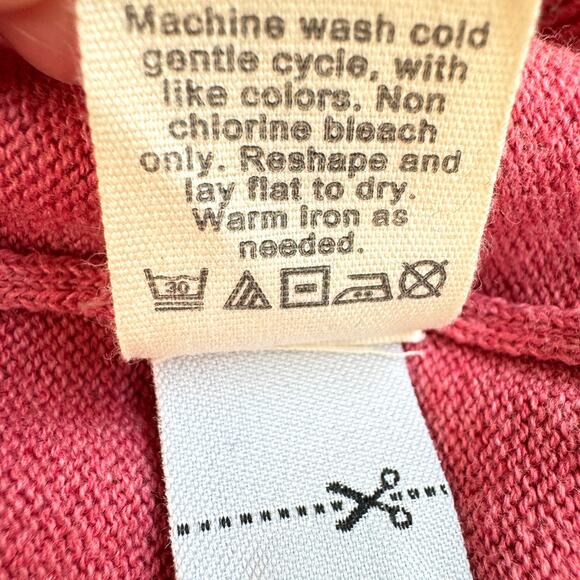 Machine wash cold
gentle cycle, with
like colors. Non
chlorine bleach
only. Reshape and
lay flat to dry.
Warm iron as
needed.
30